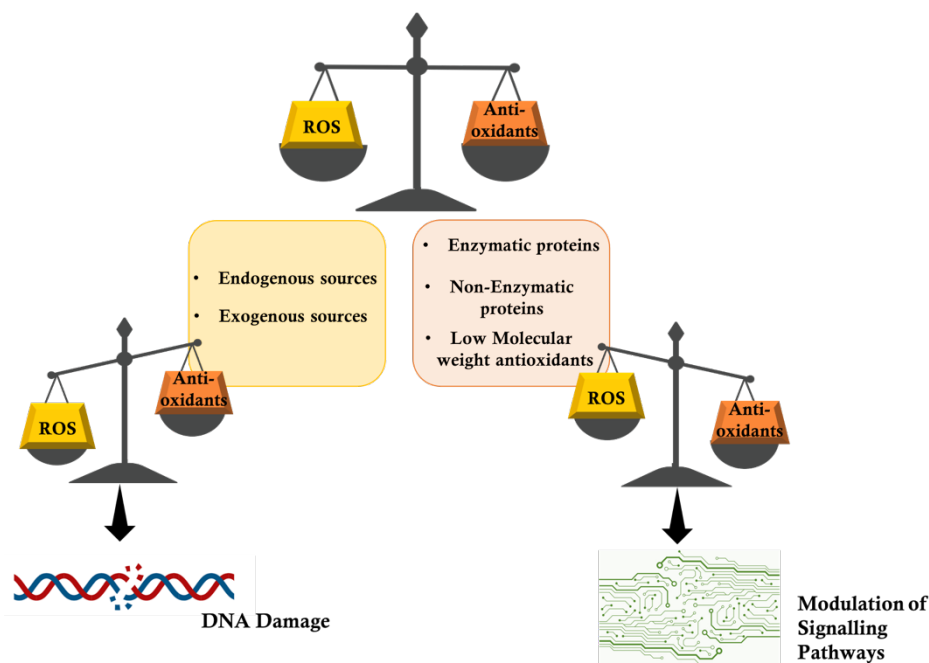 ROS
Anti-
oxidants
• Endogenous sources
• Exogenous sources
• Enzymatic proteins
• Non-Enzymatic
proteins
• Low Molecular
weight antioxidants
ROS
Anti-
oxidants
ROS
Anti-
oxidants
DNA Damage
Modulation of
Signalling
Pathways